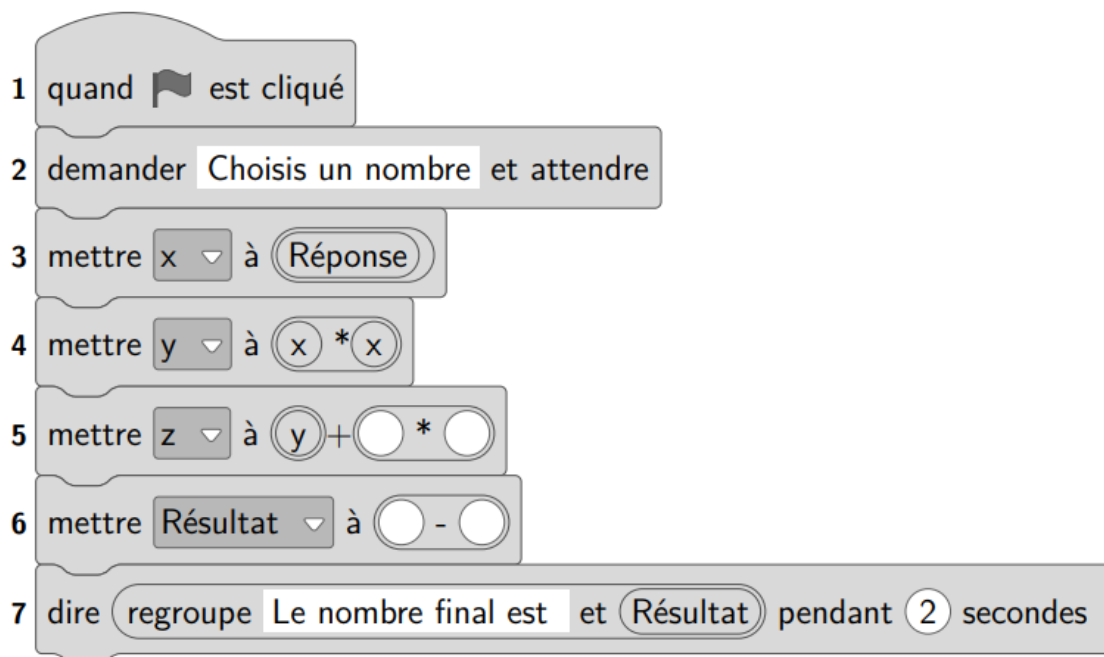 1 quand est cliqué
2 demander Choisis un nombre et attendre
3 mettre x à Réponse
4 mettre y à x * x
5 mettre z à y + *
6 mettre Résultat à -
7 dire regroupe Le nombre final est et Résultat pendant 2 secondes